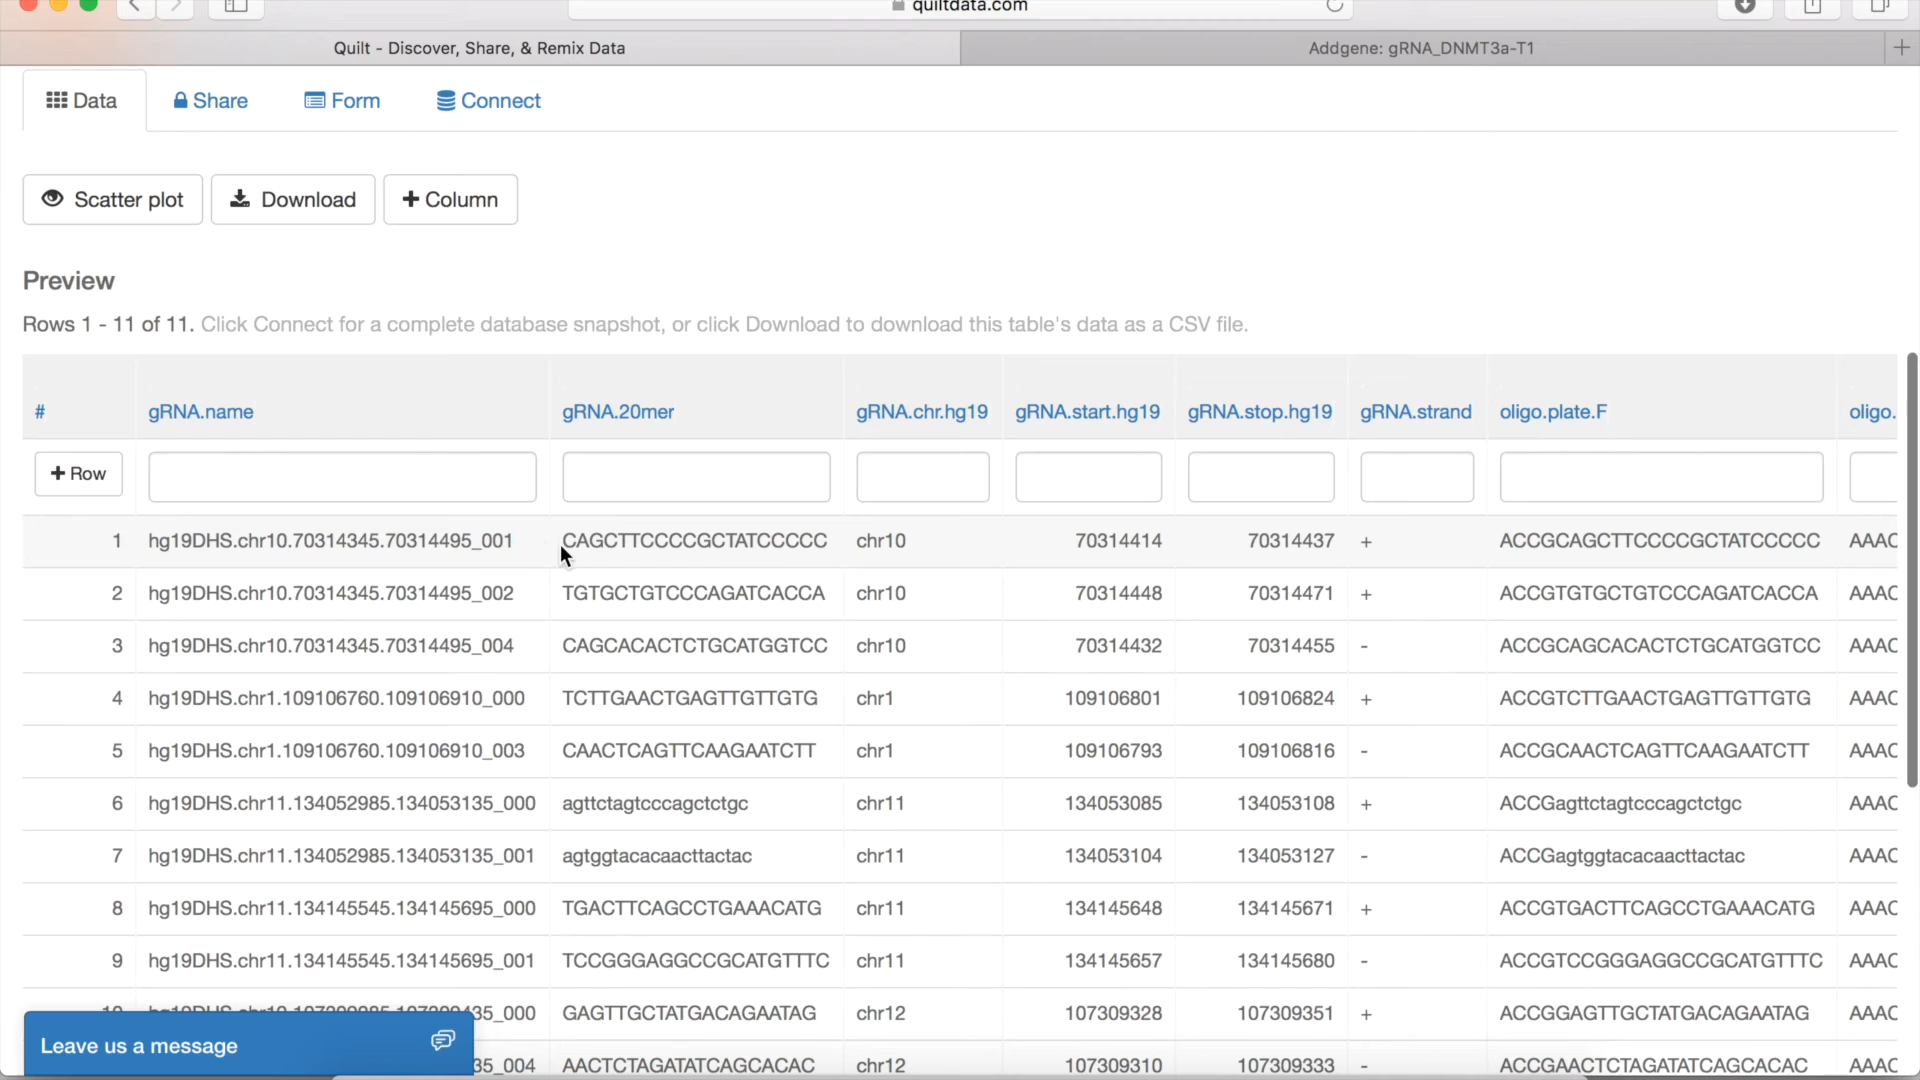 quiltdata.com
Quilt - Discover, Share, & Remix Data Addgene: gRNA_DNMT3a-T1
Data Share Form Connect
Scatter plot Download + Column
Preview
Rows 1 - 11 of 11. Click Connect for a complete database snapshot, or click Download to download this table's data as a CSV file.
# gRNA.name gRNA.20mer gRNA.chr.hg19 gRNA.start.hg19 gRNA.stop.hg19 gRNA.strand oligo.plate.F oligo.
+ Row
1 hg19DHS.chr10.70314345.70314495_001 CAGCTTCCCCGCTATCCCCC chr10 70314414 70314437 + ACCGCAGCTTCCCCGCTATCCCCC AAAC
2 hg19DHS.chr10.70314345.70314495_002 TGTGCTGTCCCAGATCACCA chr10 70314448 70314471 + ACCGTGTGCTGTCCCAGATCACCA AAAC
3 hg19DHS.chr10.70314345.70314495_004 CAGCACACTCTGCATGGTCC chr10 70314432 70314455 - ACCGCAGCACACTCTGCATGGTCC AAAC
4 hg19DHS.chr1.109106760.109106910_000 TCTTGAACTGAGTTGTTGTG chr1 109106801 109106824 + ACCGTCTTGAACTGAGTTGTTGTG AAAC
5 hg19DHS.chr1.109106760.109106910_003 CAACTCAGTTCAAGAATCTT chr1 109106793 109106816 - ACCGCAACTCAGTTCAAGAATCTT AAAC
6 hg19DHS.chr11.134052985.134053135_000 agttctagtcccagctctgc chr11 134053085 134053108 + ACCGagttctagtcccagctctgc AAAC
7 hg19DHS.chr11.134052985.134053135_001 agtggtacacaacttactac chr11 134053104 134053127 - ACCGagtggtacacaacttactac AAAC
8 hg19DHS.chr11.134145545.134145695_000 TGACTTCAGCCTGAAACATG chr11 134145648 134145671 + ACCGTGACTTCAGCCTGAAACATG AAAC
9 hg19DHS.chr11.134145545.134145695_001 TCCGGGAGGCCGCATGTTTC chr11 134145657 134145680 - ACCGTCCGGGAGGCCGCATGTTTC AAAC
35_000 GAGTTGCTATGACAGAATAG chr12 107309328 107309351 + ACCGGAGTTGCTATGACAGAATAG AAAC
35_004 AACTCTAGATATCAGCACAC chr12 107309310 107309333 - ACCGAACTCTAGATATCAGCACAC AAAC
Leave us a message